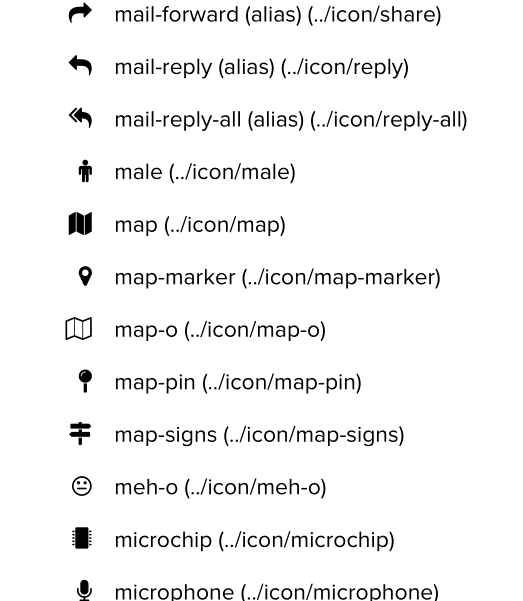 mail-forward (alias) (../icon/share)
mail-reply (alias) (../icon/reply)
mail-reply-all (alias) (../icon/reply-all)
male (../icon/male)
map (../icon/map)
map-marker (../icon/map-marker)
map-o (../icon/map-o)
map-pin (../icon/map-pin)
map-signs (../icon/map-signs)
meh-o (../icon/meh-o)
microchip (../icon/microchip)
microphone (../icon/microphone)